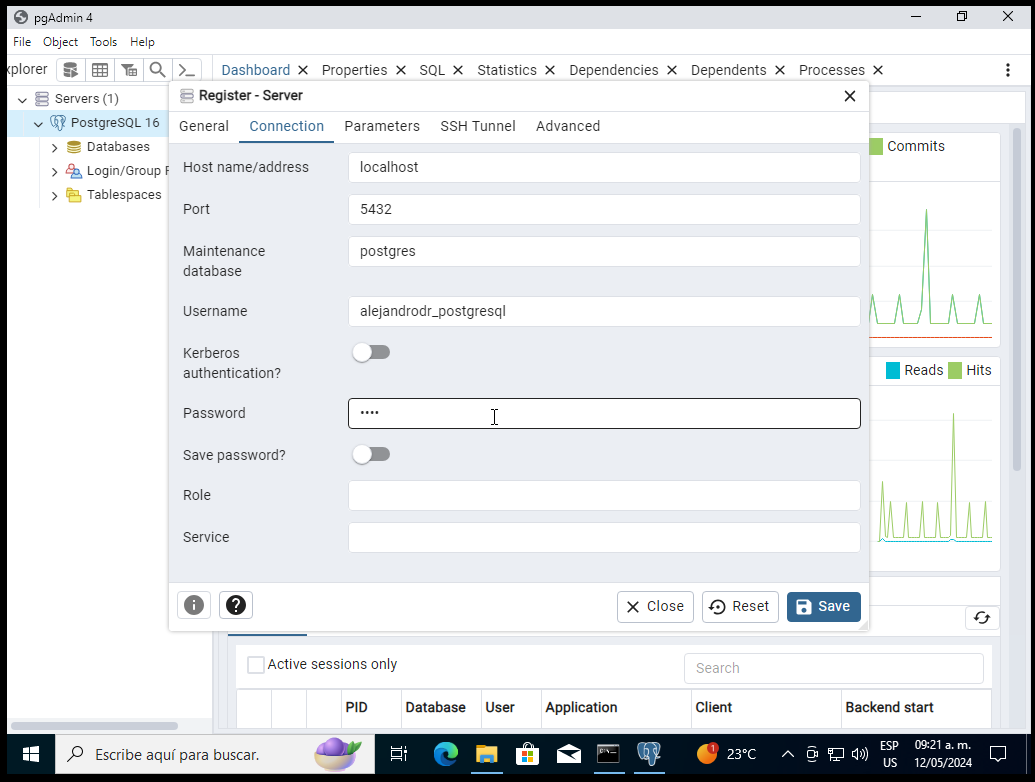 pgAdmin 4
File Object Tools Help
xplorer
Dashboard Properties SQL Statistics Dependencies Dependents Processes
Servers (1)
PostgreSQL 16
Databases
Login/Group
Tablespaces
Register - Server
General Connection Parameters SSH Tunnel Advanced
Host name/address localhost
Port 5432
Maintenance database postgres
Username alejandrodr_postgresql
Kerberos authentication?
Password ••••
Save password?
Role
Service
Close Reset Save
Commits
Reads Hits
Active sessions only Search
PID Database User Application Client Backend start
Escribe aquí para buscar.
1 23°C
ESP 09:21 a. m.
US 12/05/2024